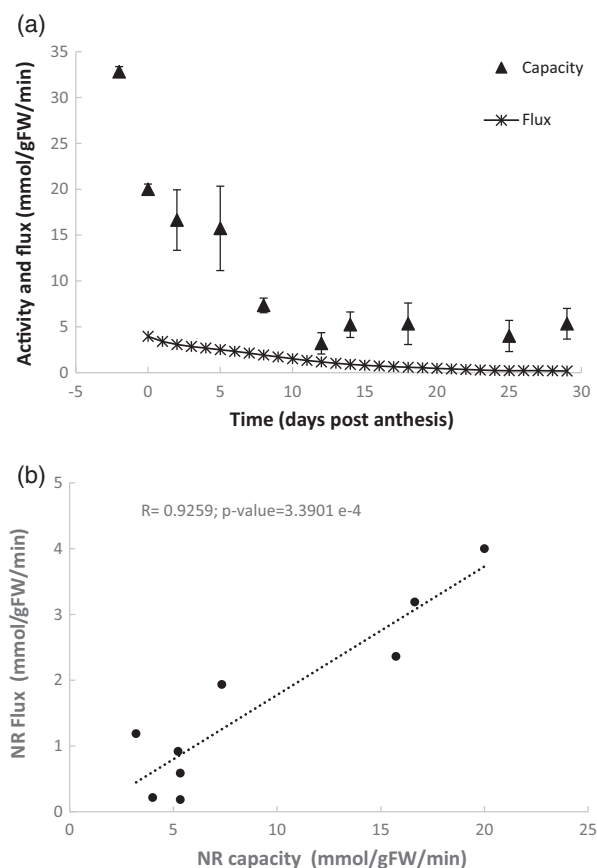 (a)
35
30
25
20
15
10
5
0
Activity and flux (mmol/gFW/min)
Capacity
Flux
-5 0 5 10 15 20 25 30
Time (days post anthesis)
(b)
5
4
3
2
1
0
NR Flux (mmol/gFW/min)
R= 0.9259; p-value=3.3901 e-4
0 5 10 15 20 25
NR capacity (mmol/gFW/min)